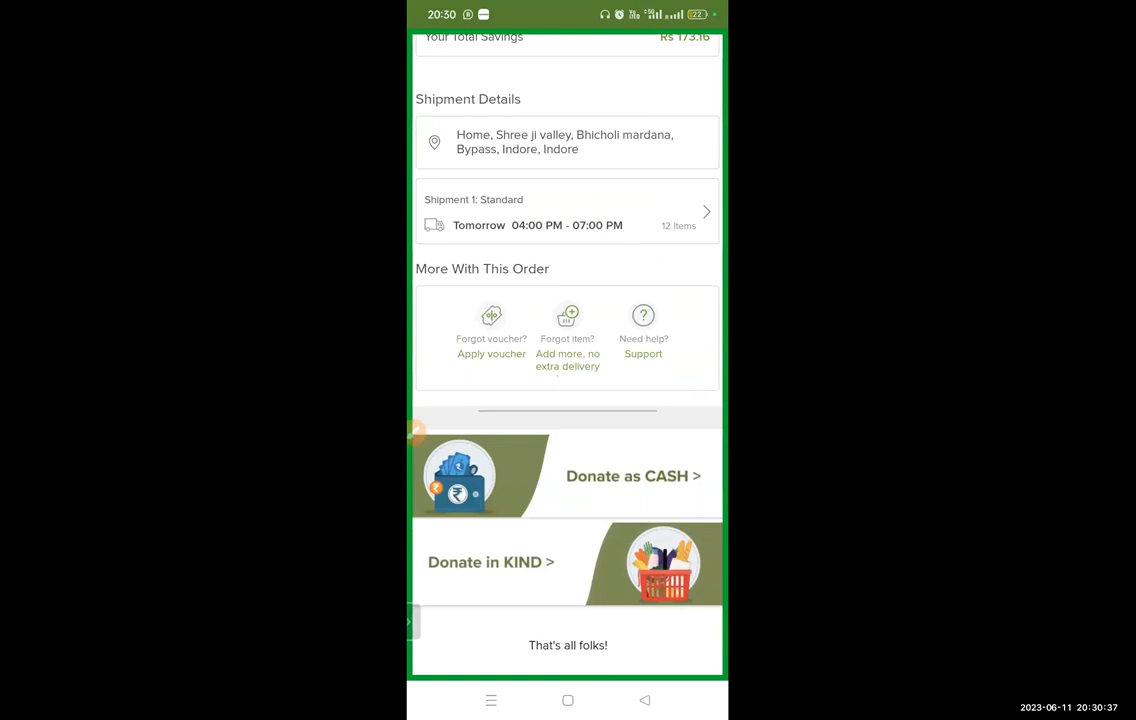 20:30
22
Your Total Savings Rs 173.16
Shipment Details
Home, Shree ji valley, Bhicholi mardana,
Bypass, Indore, Indore
Shipment 1: Standard
Tomorrow 04:00 PM - 07:00 PM 12 Items
More With This Order
Forgot voucher? Forgot item? Need help?
Apply voucher Add more, no Support
extra delivery
Donate as CASH >
Donate in KIND >
That's all folks!
2023-06-11 20:30:37